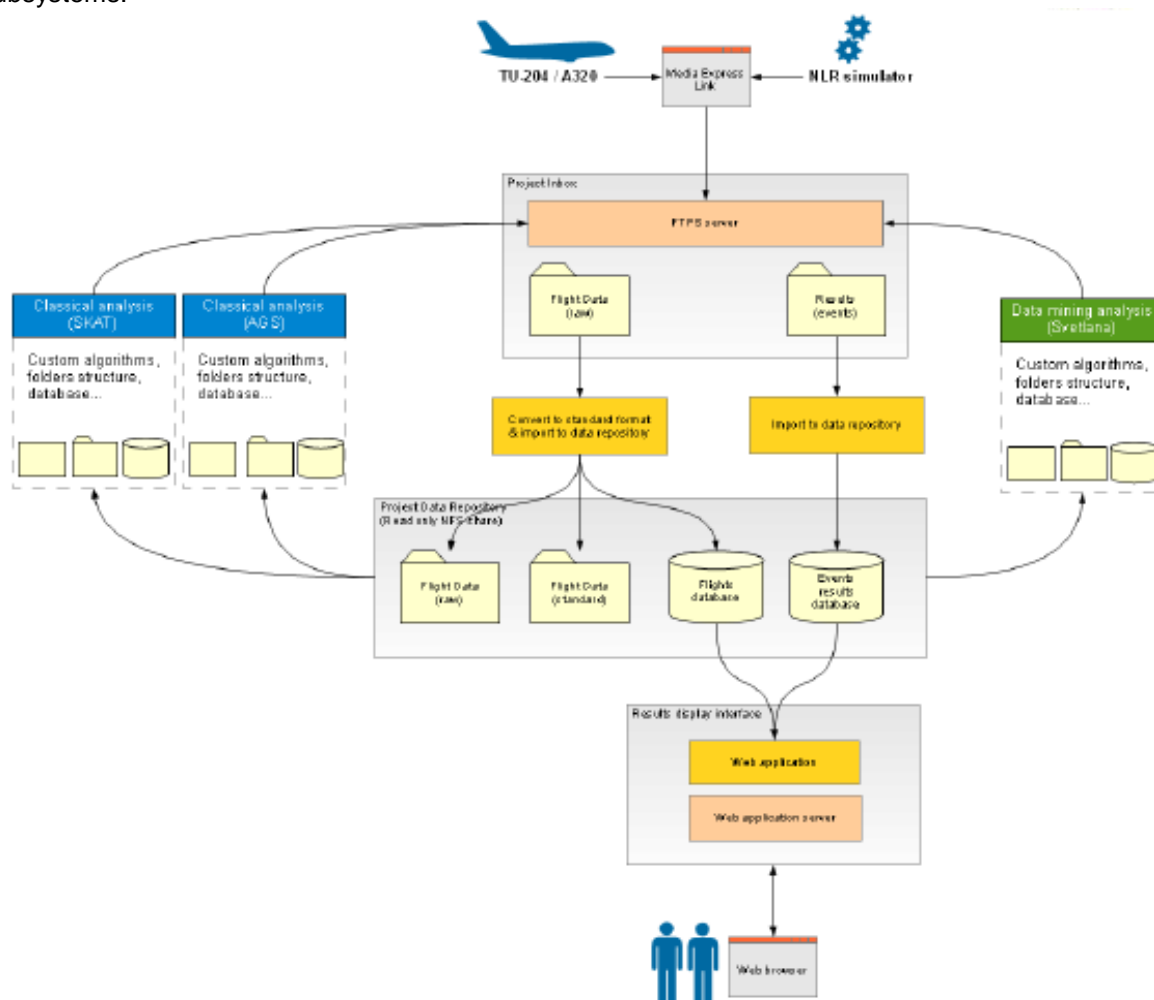 ubsystems.
TU-204 / A320
Media Express
Link
NLR simulator
Project Inbox
FTPS server
Flight Data
(raw)
Results
(events)
Classical analysis
(SKAT)
Custom algorithms,
folders structure,
database...
Classical analysis
(AGS)
Custom algorithms,
folders structure,
database...
Data mining analysis
(Svetlana)
Custom algorithms,
folders structure,
database...
Convert to standard format
& import to data repository
Import to data repository
Project Data Repository
(Read only NFS share)
Flight Data
(raw)
Flight Data
(standard)
Flights
database
Events
results
database
Results display interface
Web application
Web application server
Web browser